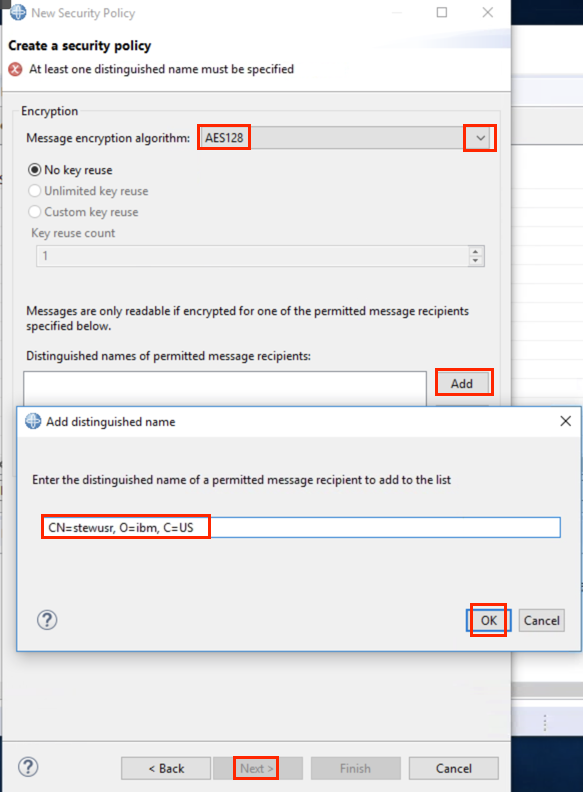 New Security Policy
Create a security policy
At least one distinguished name must be specified
Encryption
Message encryption algorithm: AES128
No key reuse
Unlimited key reuse
Custom key reuse
Key reuse count
1
Messages are only readable if encrypted for one of the permitted message recipients
specified below.
Distinguished names of permitted message recipients:
Add
Add distinguished name
Enter the distinguished name of a permitted message recipient to add to the list
CN=stewusr, O=ibm, C=US
? OK Cancel
? < Back Next > Finish Cancel